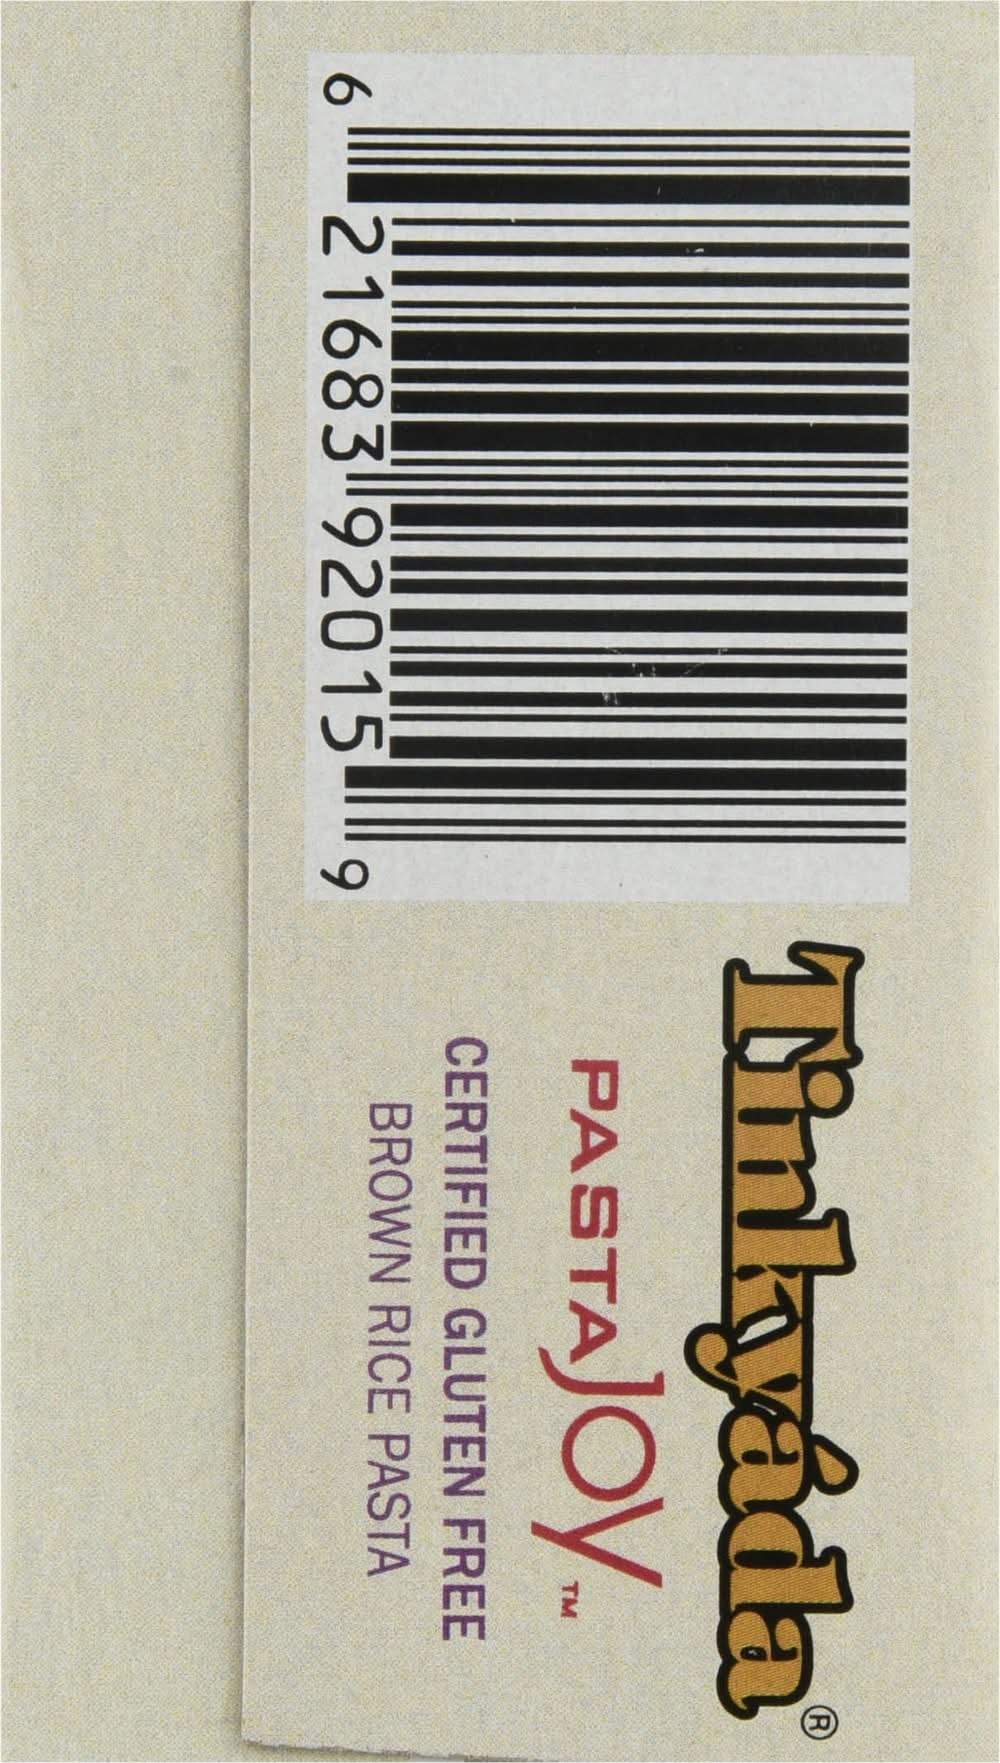 6 21683 92015 9
Tinkyáda®
PASTA JOY™
CERTIFIED GLUTEN FREE
BROWN RICE PASTA